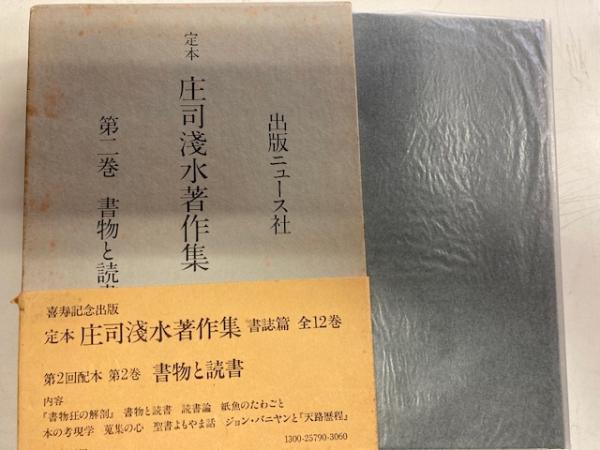 出版ニュース社
定本 庄司淺水著作集
第二巻 書物と読書
喜寿記念出版
定本 庄司淺水著作集 書誌篇 全12巻
第2回配本 第2巻 書物と読書
内容
『書物狂の解剖』 書物と読書 読書論 紙魚のたわごと
本の考現学 蒐集の心 聖書よもやま話 ジョン・バニヤンと『天路歴程』
1300-25790-3060